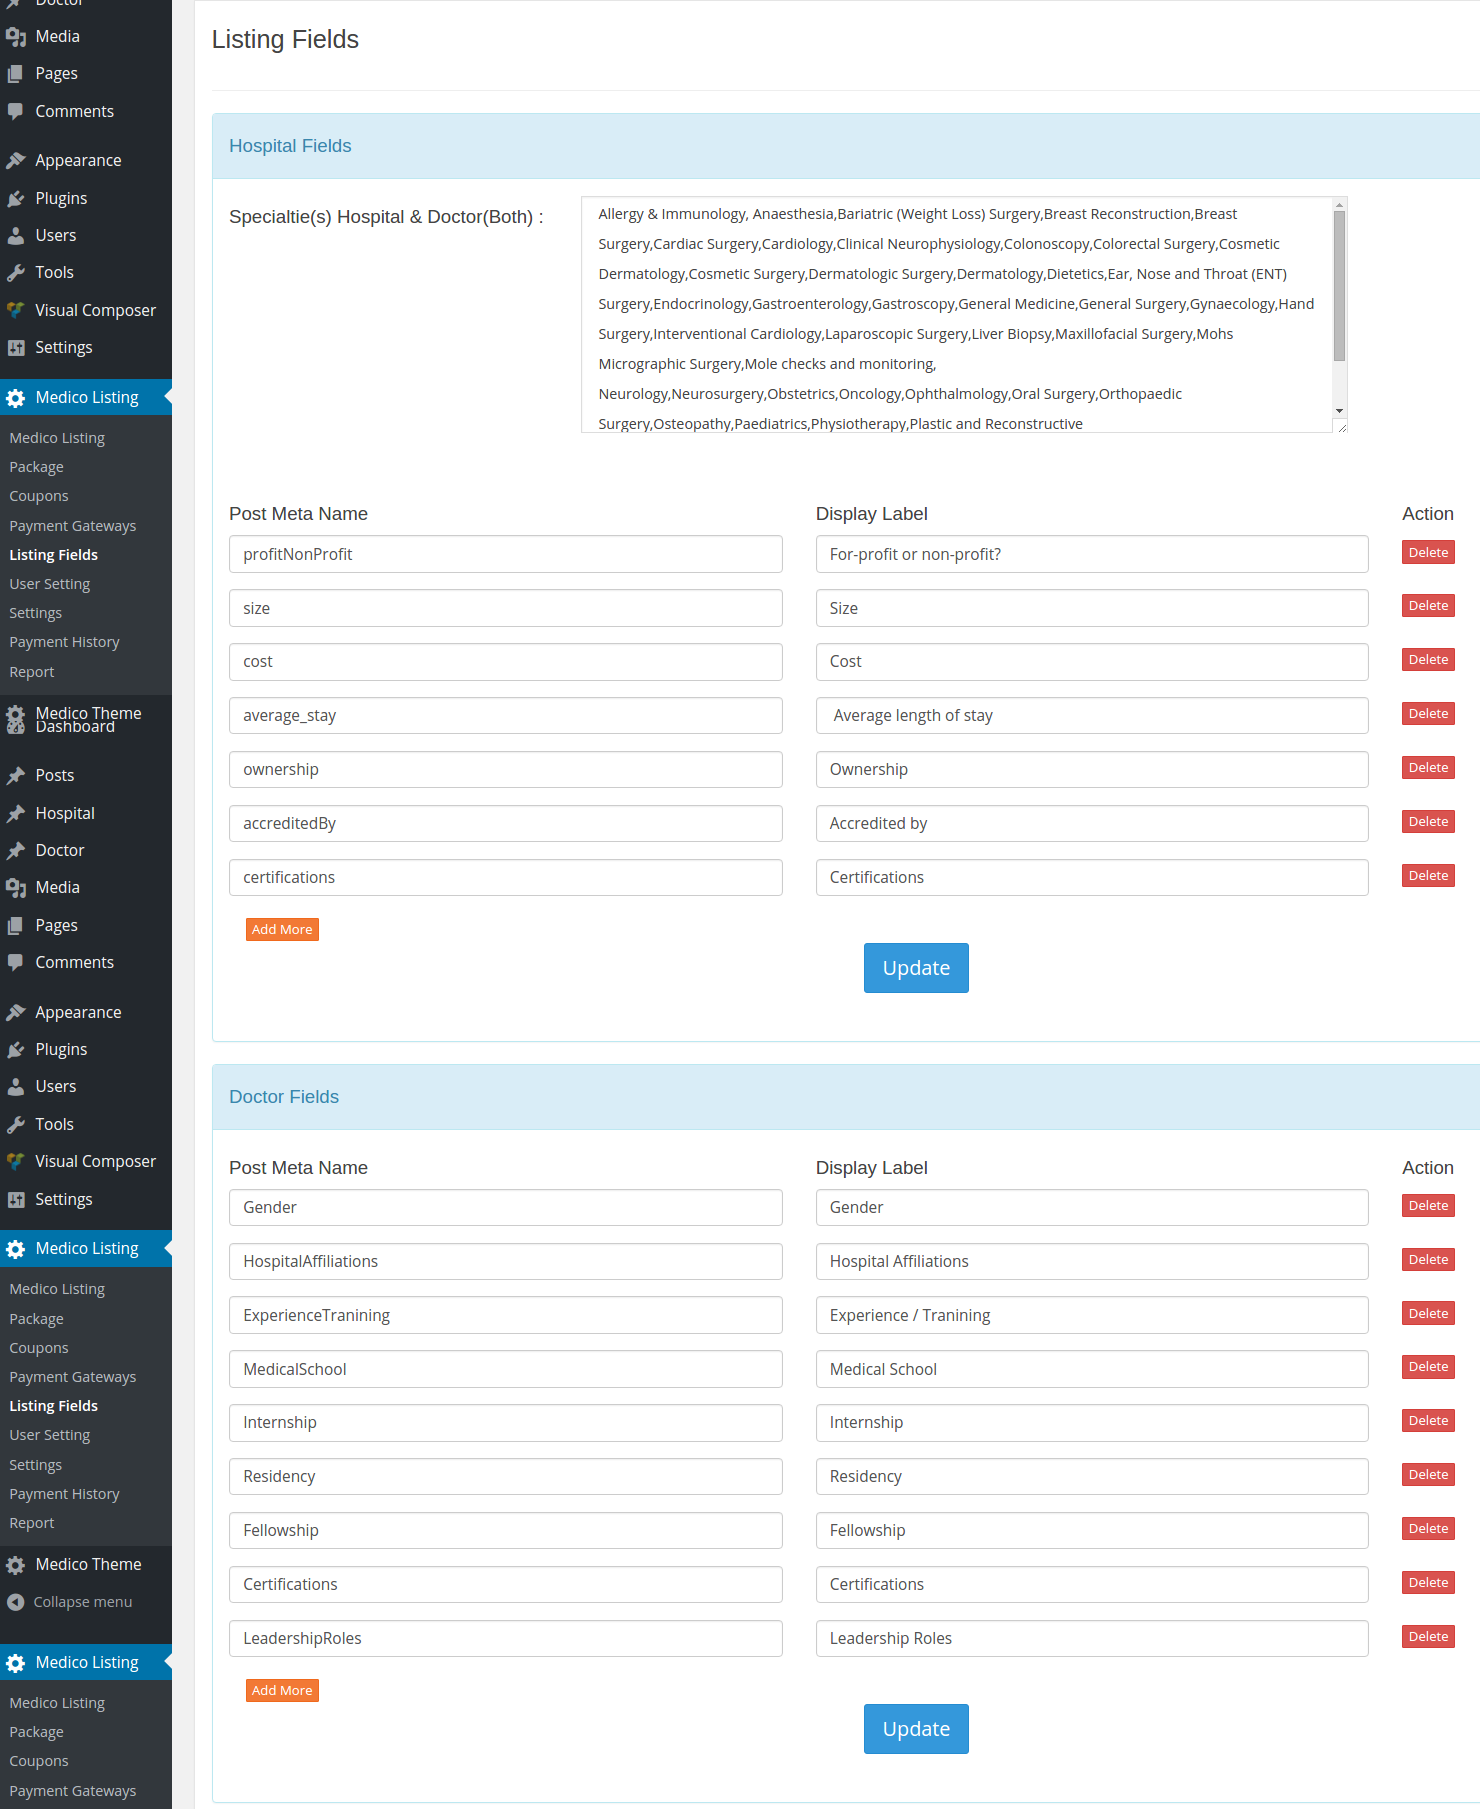 Doctor
Media
Pages
Comments
Appearance
Plugins
Users
Tools
Visual Composer
Settings
Medico Listing
Medico Listing
Package
Coupons
Payment Gateways
Listing Fields
User Setting
Settings
Payment History
Report
Medico Theme
Dashboard
Posts
Hospital
Doctor
Media
Pages
Comments
Appearance
Plugins
Users
Tools
Visual Composer
Settings
Medico Listing
Medico Listing
Package
Coupons
Payment Gateways
Listing Fields
User Setting
Settings
Payment History
Report
Medico Theme
Collapse menu
Medico Listing
Medico Listing
Package
Coupons
Payment Gateways
Listing Fields
Hospital Fields
Specialtie(s) Hospital & Doctor(Both) :
Allergy & Immunology, Anaesthesia,Bariatric (Weight Loss) Surgery,Breast Reconstruction,Breast
Surgery,Cardiac Surgery,Cardiology,Clinical Neurophysiology,Colonoscopy,Colorectal Surgery,Cosmetic
Dermatology,Cosmetic Surgery,Dermatologic Surgery,Dermatology,Dietetics,Ear, Nose and Throat (ENT)
Surgery,Endocrinology,Gastroenterology,Gastroscopy,General Medicine,General Surgery,Gynaecology,Hand
Surgery,Interventional Cardiology,Laparoscopic Surgery,Liver Biopsy,Maxillofacial Surgery,Mohs
Micrographic Surgery,Mole checks and monitoring,
Neurology,Neurosurgery,Obstetrics,Oncology,Ophthalmology,Oral Surgery,Orthopaedic
Surgery,Osteopathy,Paediatrics,Physiotherapy,Plastic and Reconstructive
Post Meta Name Display Label Action
profitNonProfit For-profit or non-profit? Delete
size Size Delete
cost Cost Delete
average_stay Average length of stay Delete
ownership Ownership Delete
accreditedBy Accredited by Delete
certifications Certifications Delete
Add More
Update
Doctor Fields
Post Meta Name Display Label Action
Gender Gender Delete
HospitalAffiliations Hospital Affiliations Delete
ExperienceTranining Experience / Tranining Delete
MedicalSchool Medical School Delete
Internship Internship Delete
Residency Residency Delete
Fellowship Fellowship Delete
Certifications Certifications Delete
LeadershipRoles Leadership Roles Delete
Add More
Update